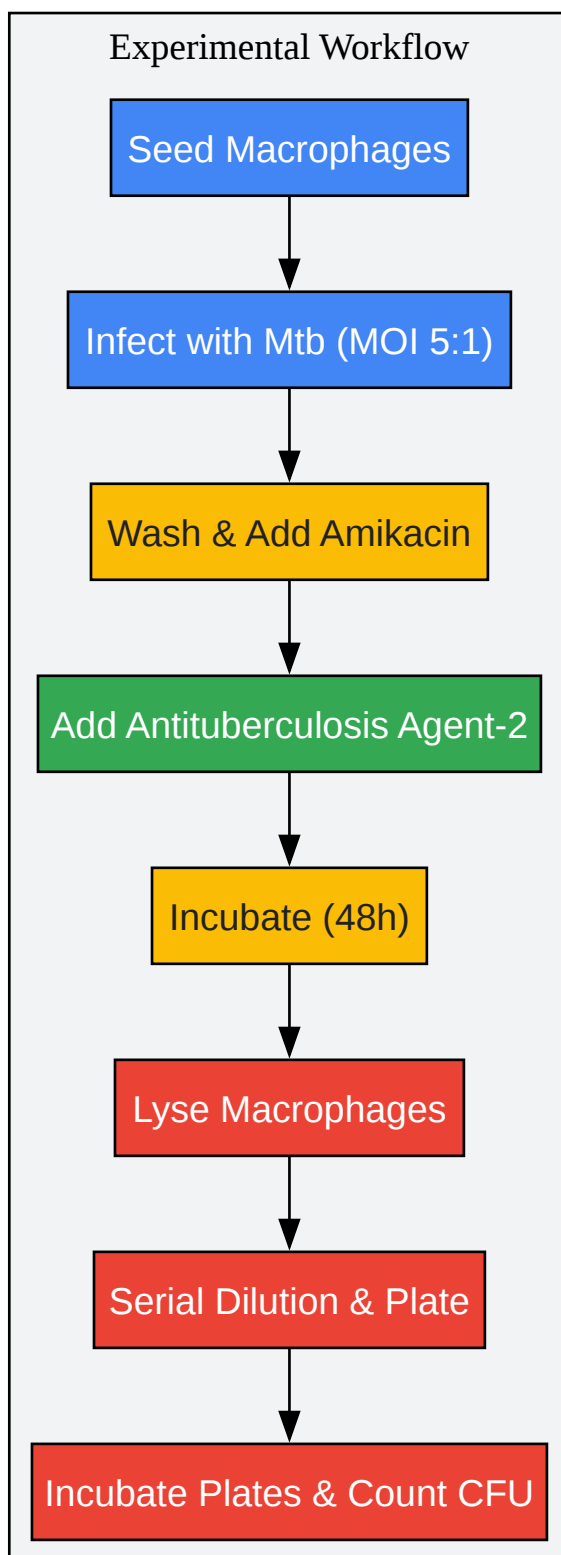 Experimental Workflow
Seed Macrophages
Infect with Mtb (MOI 5:1)
Wash & Add Amikacin
Add Antituberculosis Agent-2
Incubate (48h)
Lyse Macrophages
Serial Dilution & Plate
Incubate Plates & Count CFU